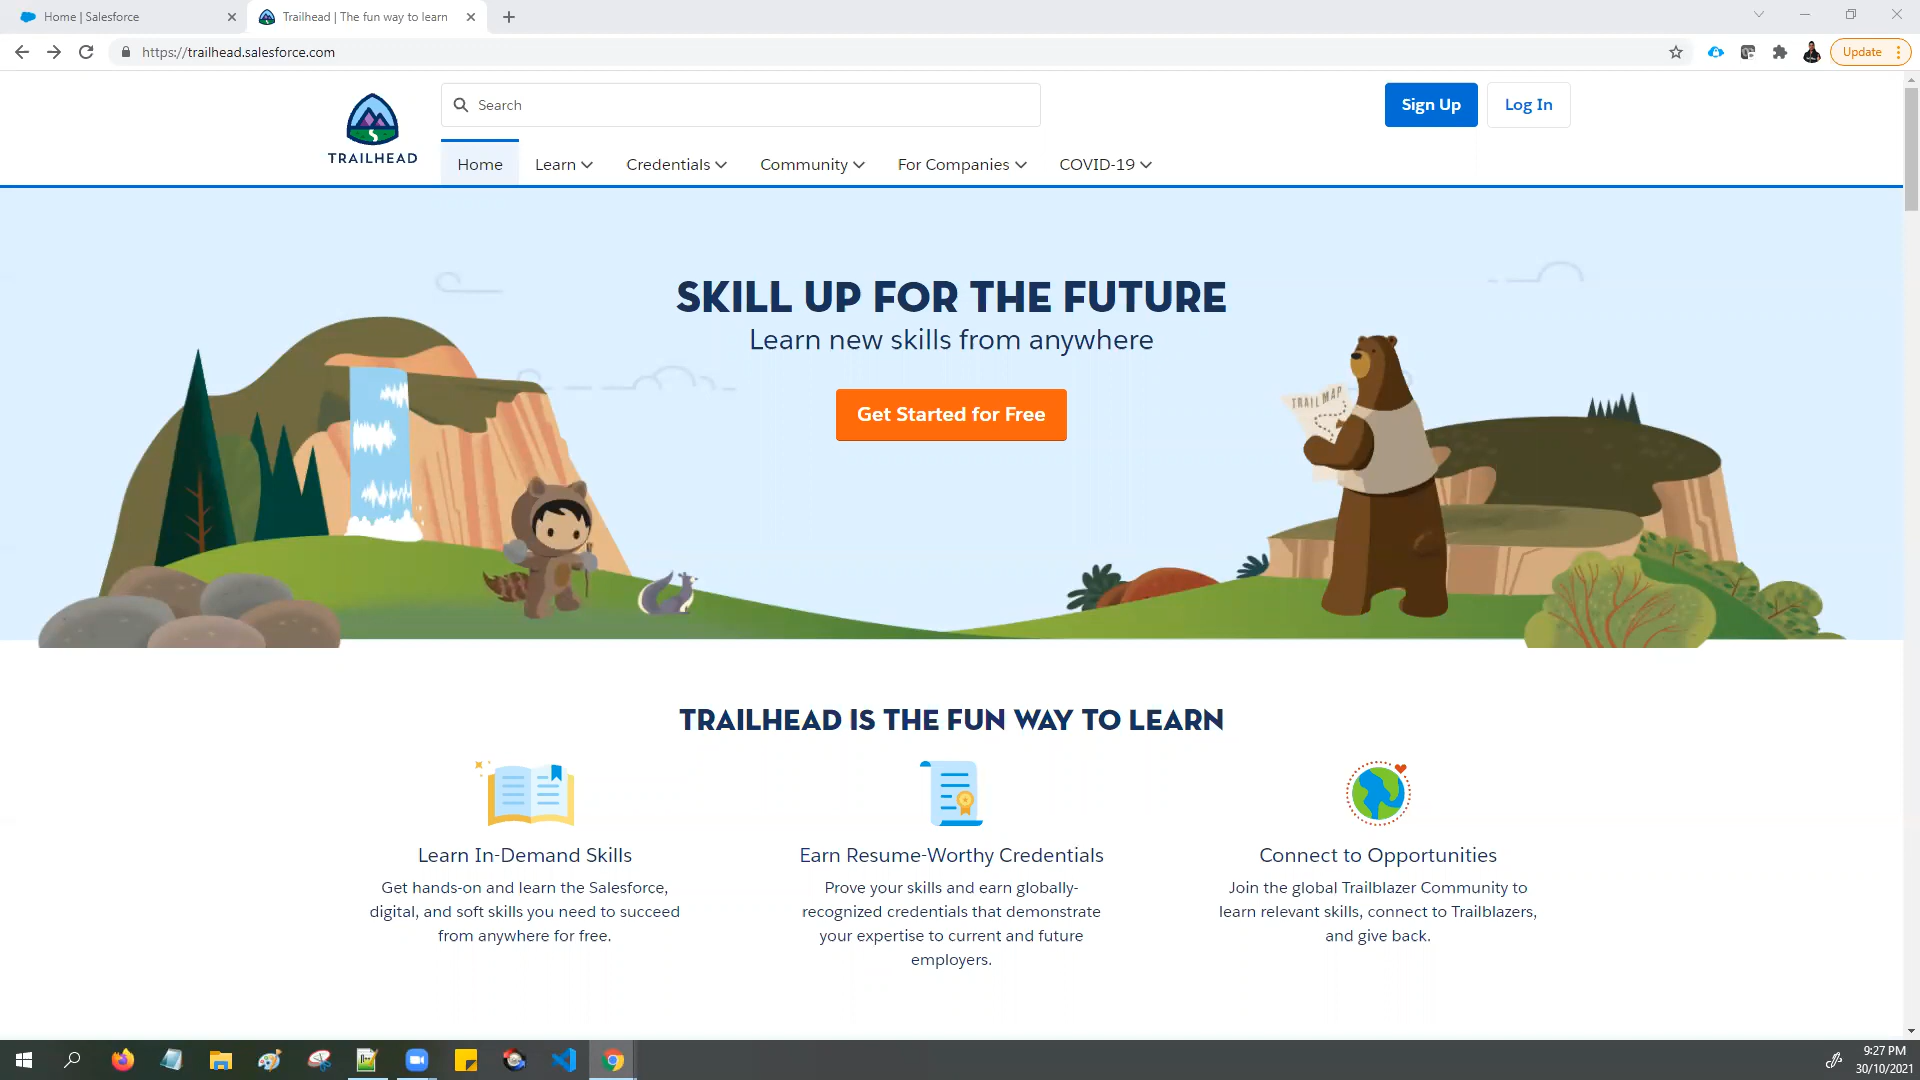 Home | Salesforce
Trailhead | The fun way to learn
https://trailhead.salesforce.com
Update
TRAILHEAD
Search
Sign Up
Log In
Home
Learn
Credentials
Community
For Companies
COVID-19
SKILL UP FOR THE FUTURE
Learn new skills from anywhere
Get Started for Free
TRAIL MAP
TRAILHEAD IS THE FUN WAY TO LEARN
Learn In-Demand Skills
Get hands-on and learn the Salesforce,
digital, and soft skills you need to succeed
from anywhere for free.
Earn Resume-Worthy Credentials
Prove your skills and earn globally-
recognized credentials that demonstrate
your expertise to current and future
employers.
Connect to Opportunities
Join the global Trailblazer Community to
learn relevant skills, connect to Trailblazers,
and give back.
9:27 PM
30/10/2021